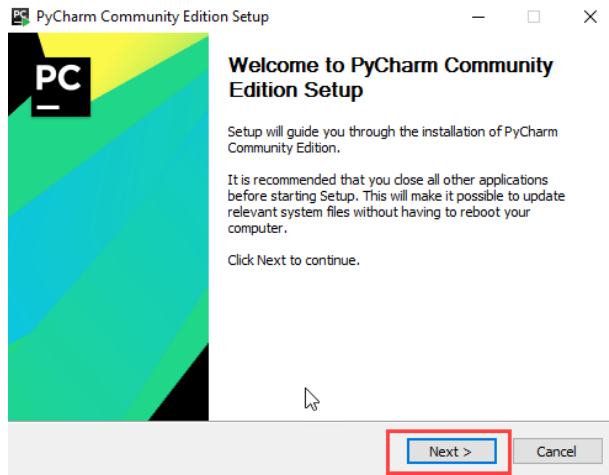 PyCharm Community Edition Setup
PC
Welcome to PyCharm Community
Edition Setup
Setup will guide you through the installation of PyCharm
Community Edition.
It is recommended that you close all other applications
before starting Setup. This will make it possible to update
relevant system files without having to reboot your
computer.
Click Next to continue.
Next >
Cancel